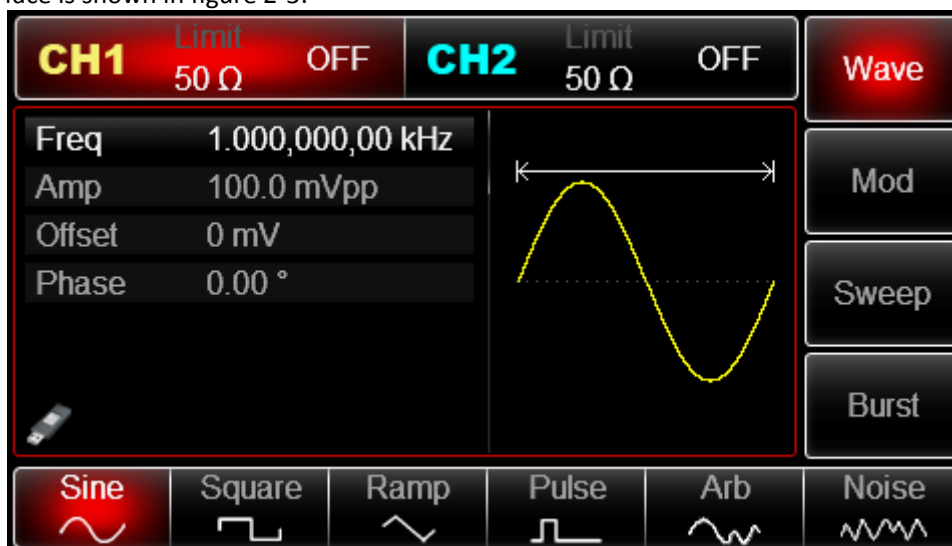 face is shown in figure 2-3.
CH1 Limit 50 Ω OFF CH2 Limit 50 Ω OFF
Wave
Freq 1.000,000,00 kHz
Amp 100.0 mVpp
Offset 0 mV
Phase 0.00 °
Mod
Sweep
Burst
Sine Square Ramp Pulse Arb Noise